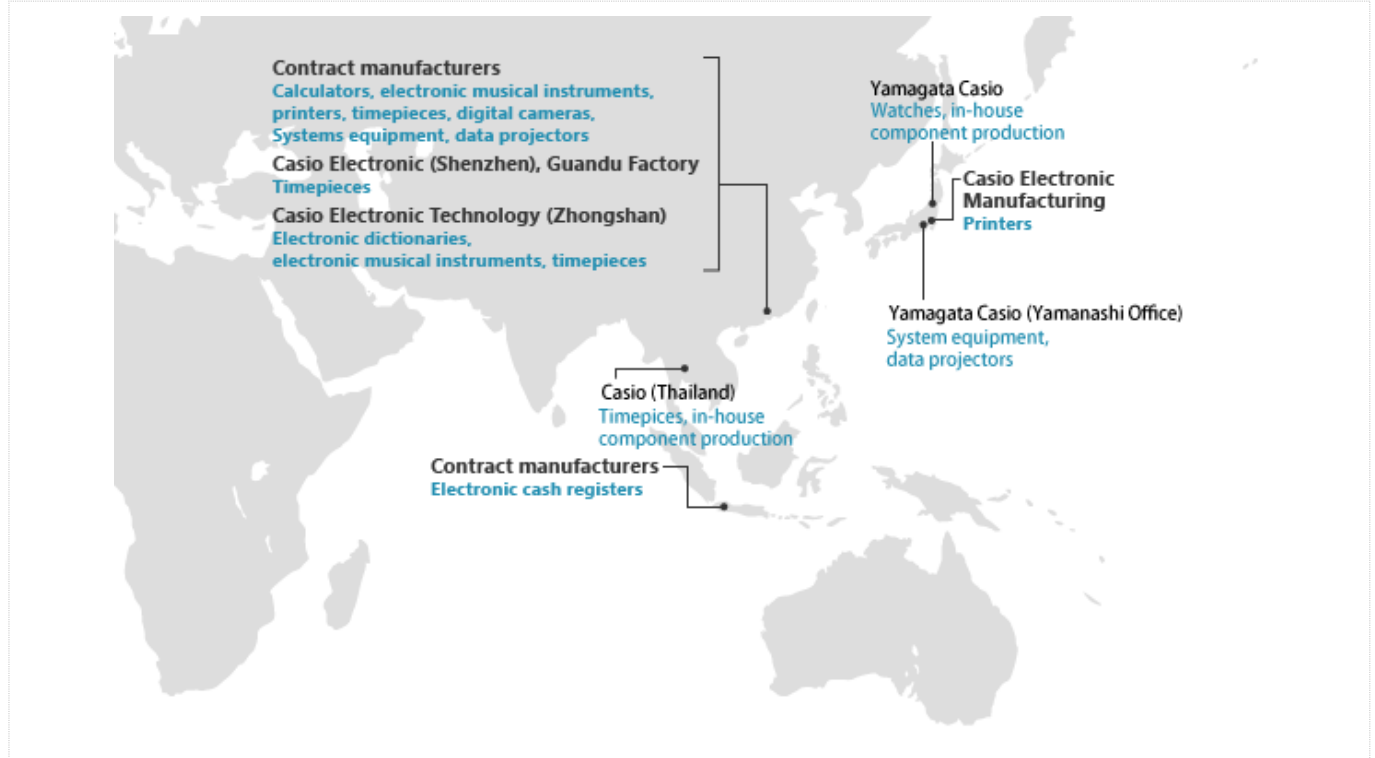 Contract manufacturers
Calculators, electronic musical instruments,
printers, timepieces, digital cameras,
Systems equipment, data projectors
Casio Electronic (Shenzhen), Guandu Factory
Timepieces
Casio Electronic Technology (Zhongshan)
Electronic dictionaries,
electronic musical instruments, timepieces
Yamagata Casio
Watches, in-house
component production
Casio Electronic
Manufacturing
Printers
Yamagata Casio (Yamanashi Office)
System equipment,
data projectors
Casio (Thailand)
Timepices, in-house
component production
Contract manufacturers
Electronic cash registers